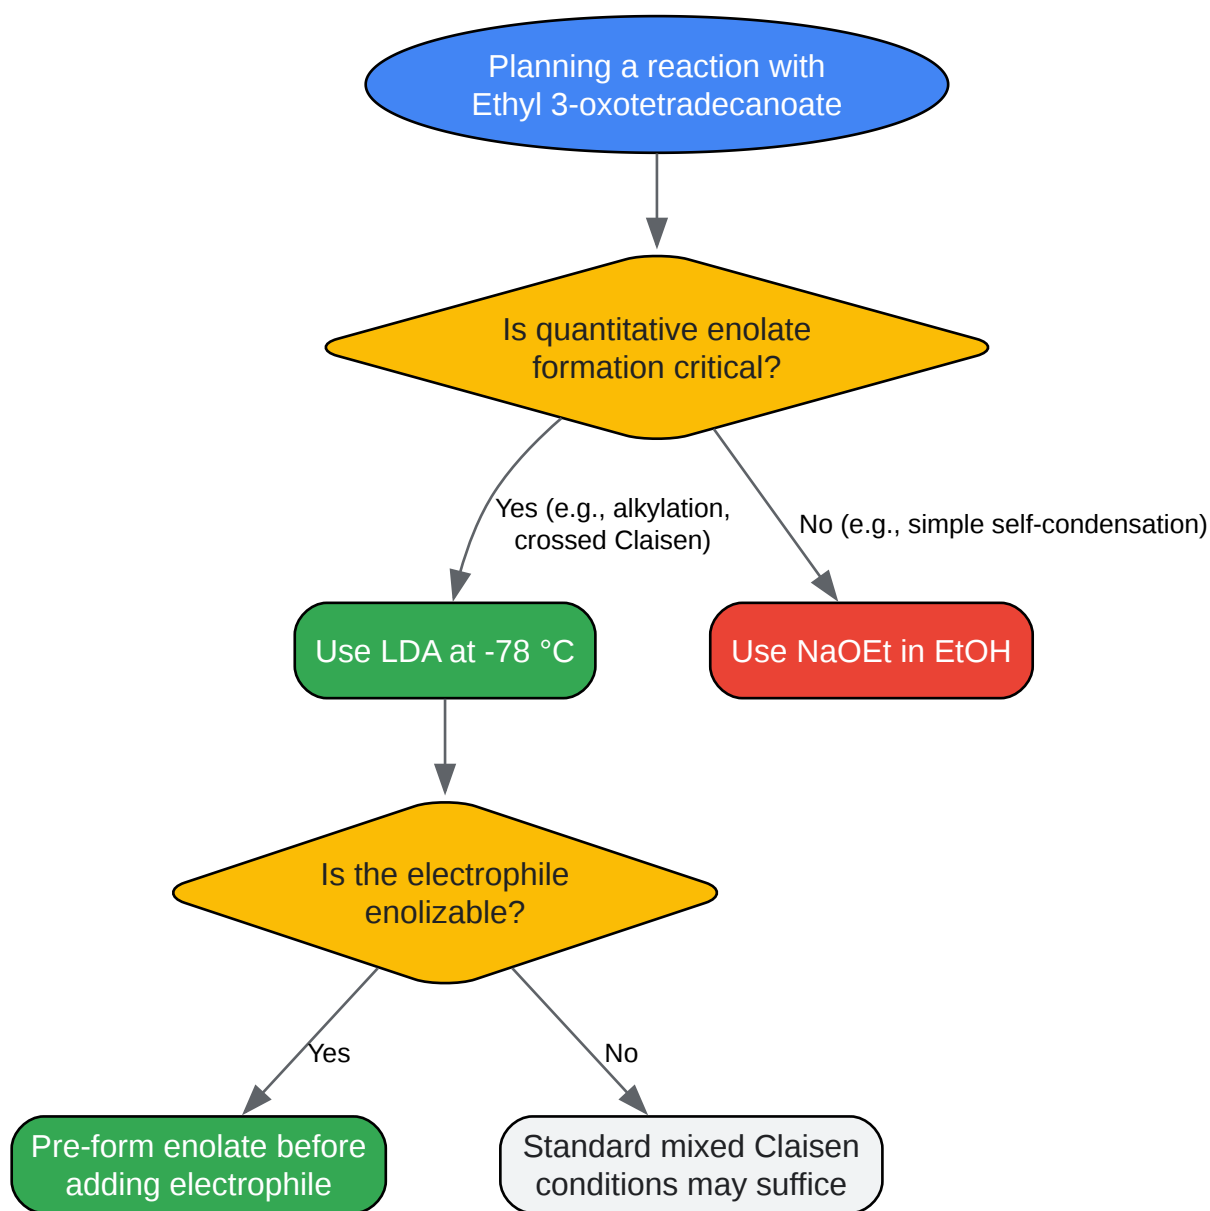 Planning a reaction with
Ethyl 3-oxotetradecanoate
Is quantitative enolate
formation critical?
Yes (e.g., alkylation,
crossed Claisen)
No (e.g., simple self-condensation)
Use LDA at -78 °C
Use NaOEt in EtOH
Is the electrophile
enolizable?
Yes
No
Pre-form enolate before
adding electrophile
Standard mixed Claisen
conditions may suffice